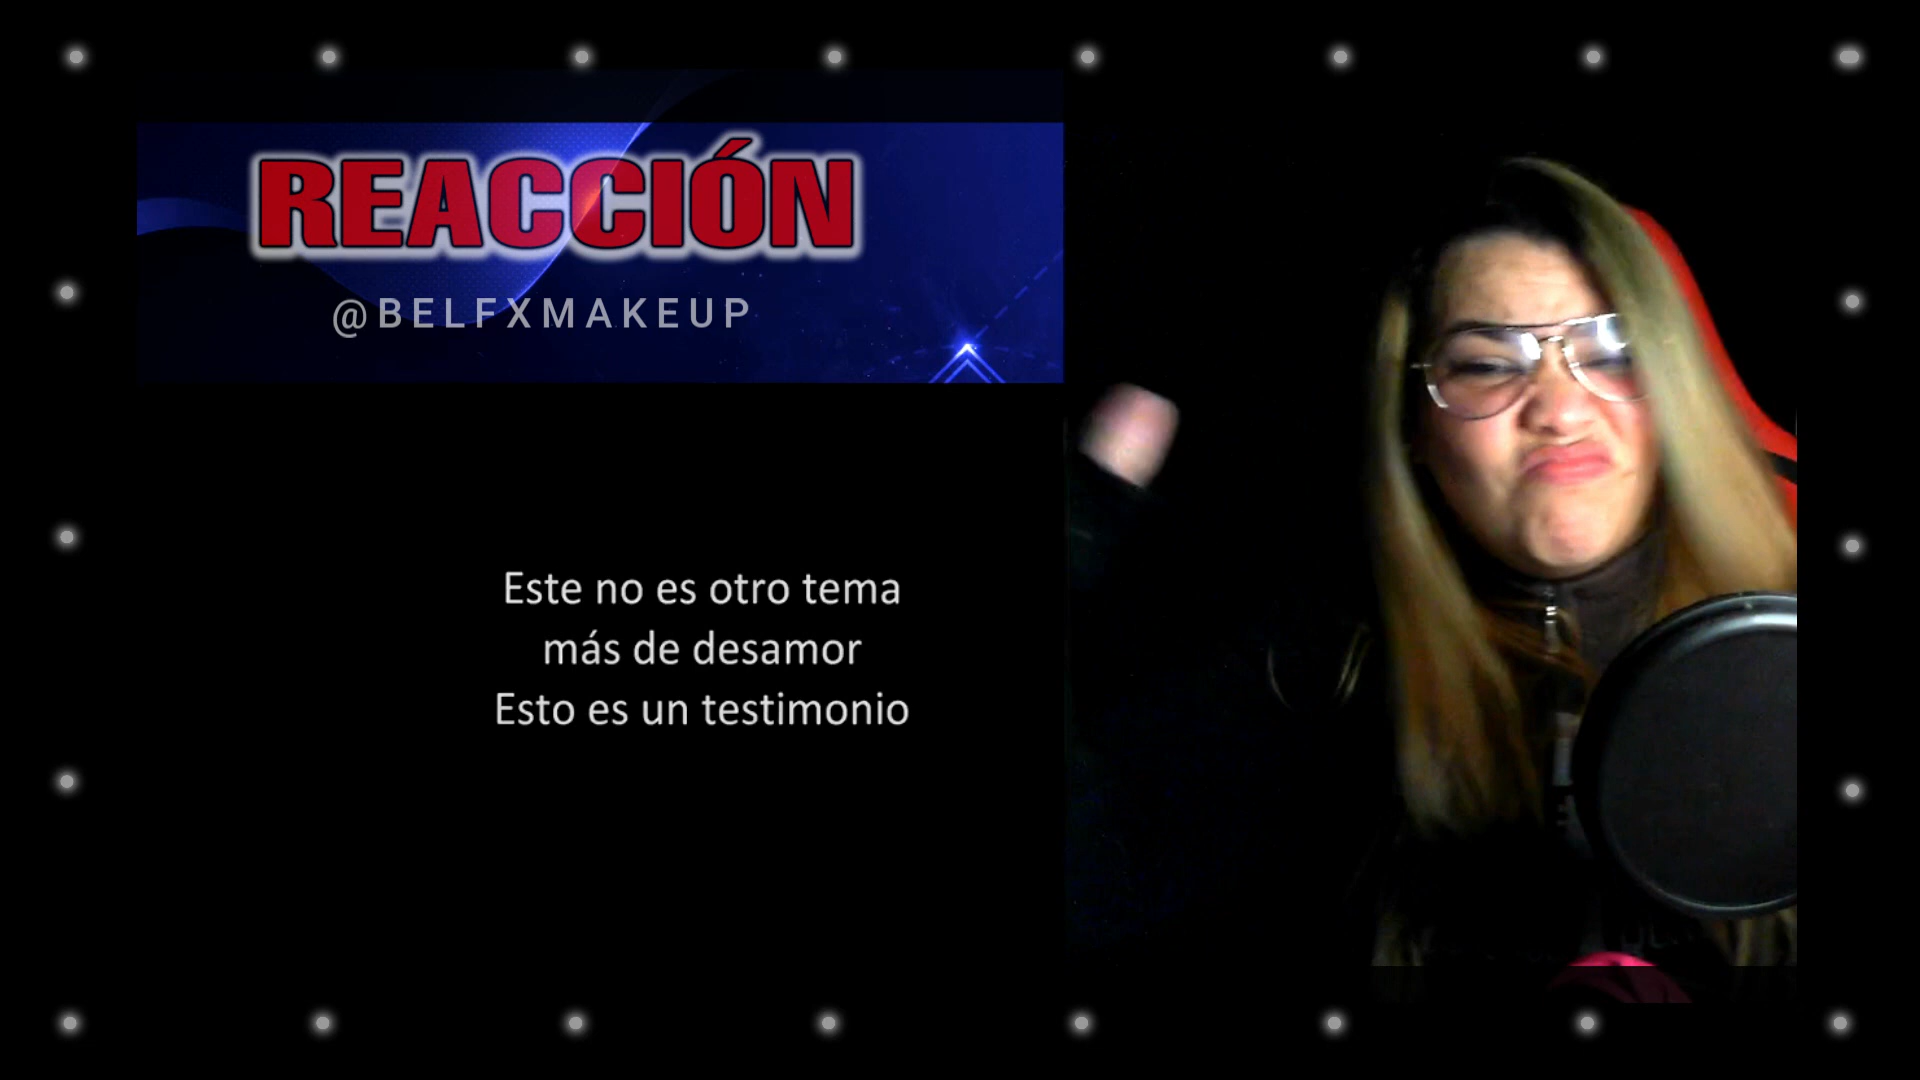 REACCIÓN
@BELFXMAKEUP
Este no es otro tema
más de desamor
Esto es un testimonio